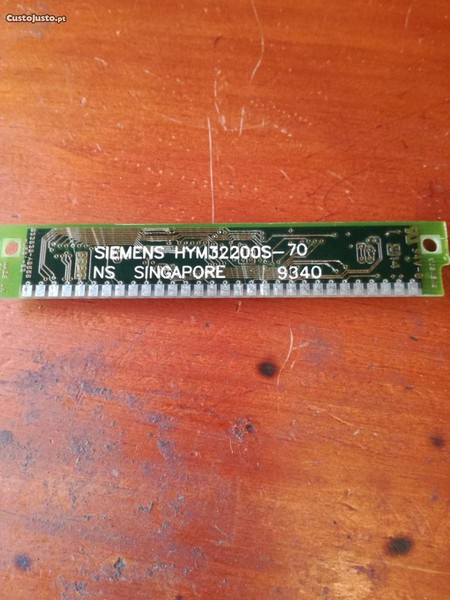 CustoJusto.pt
SIEMENS HYM32200S-70
NS SINGAPORE 9340